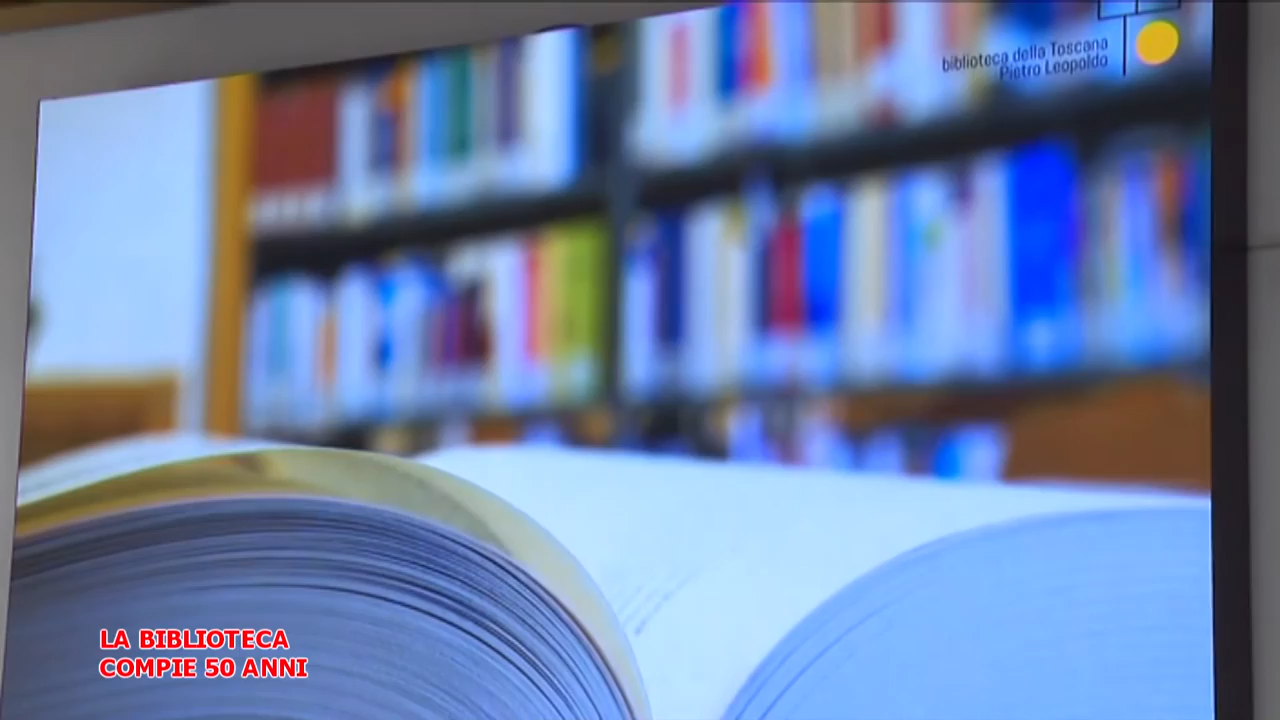 biblioteca della Toscana
Pietro Leopoldo
LA BIBLIOTECA
COMPIE 50 ANNI